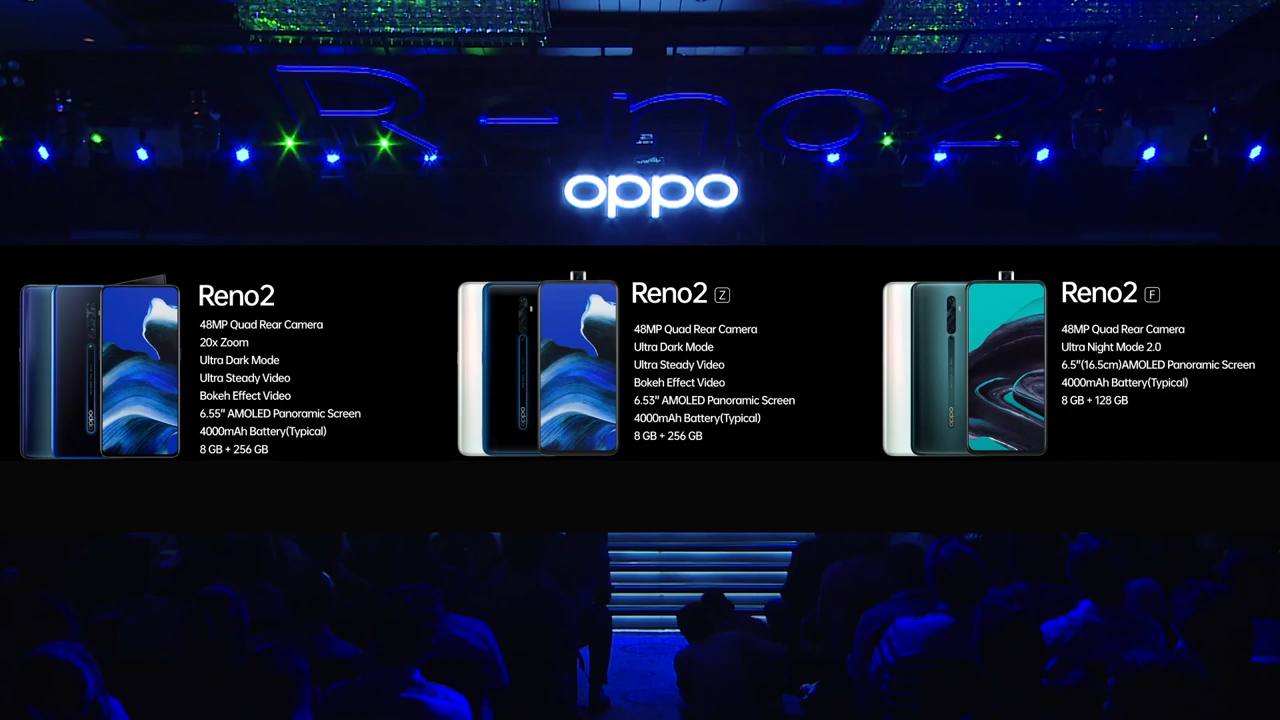 Reno2
oppo
Reno2
48MP Quad Rear Camera
20x Zoom
Ultra Dark Mode
Ultra Steady Video
Bokeh Effect Video
6.55" AMOLED Panoramic Screen
4000mAh Battery(Typical)
8 GB + 256 GB
Reno2 Z
48MP Quad Rear Camera
Ultra Dark Mode
Ultra Steady Video
Bokeh Effect Video
6.53" AMOLED Panoramic Screen
4000mAh Battery(Typical)
8 GB + 256 GB
Reno2 F
48MP Quad Rear Camera
Ultra Night Mode 2.0
6.5"(16.5cm)AMOLED Panoramic Screen
4000mAh Battery(Typical)
8 GB + 128 GB
oppo
oppo
oppo